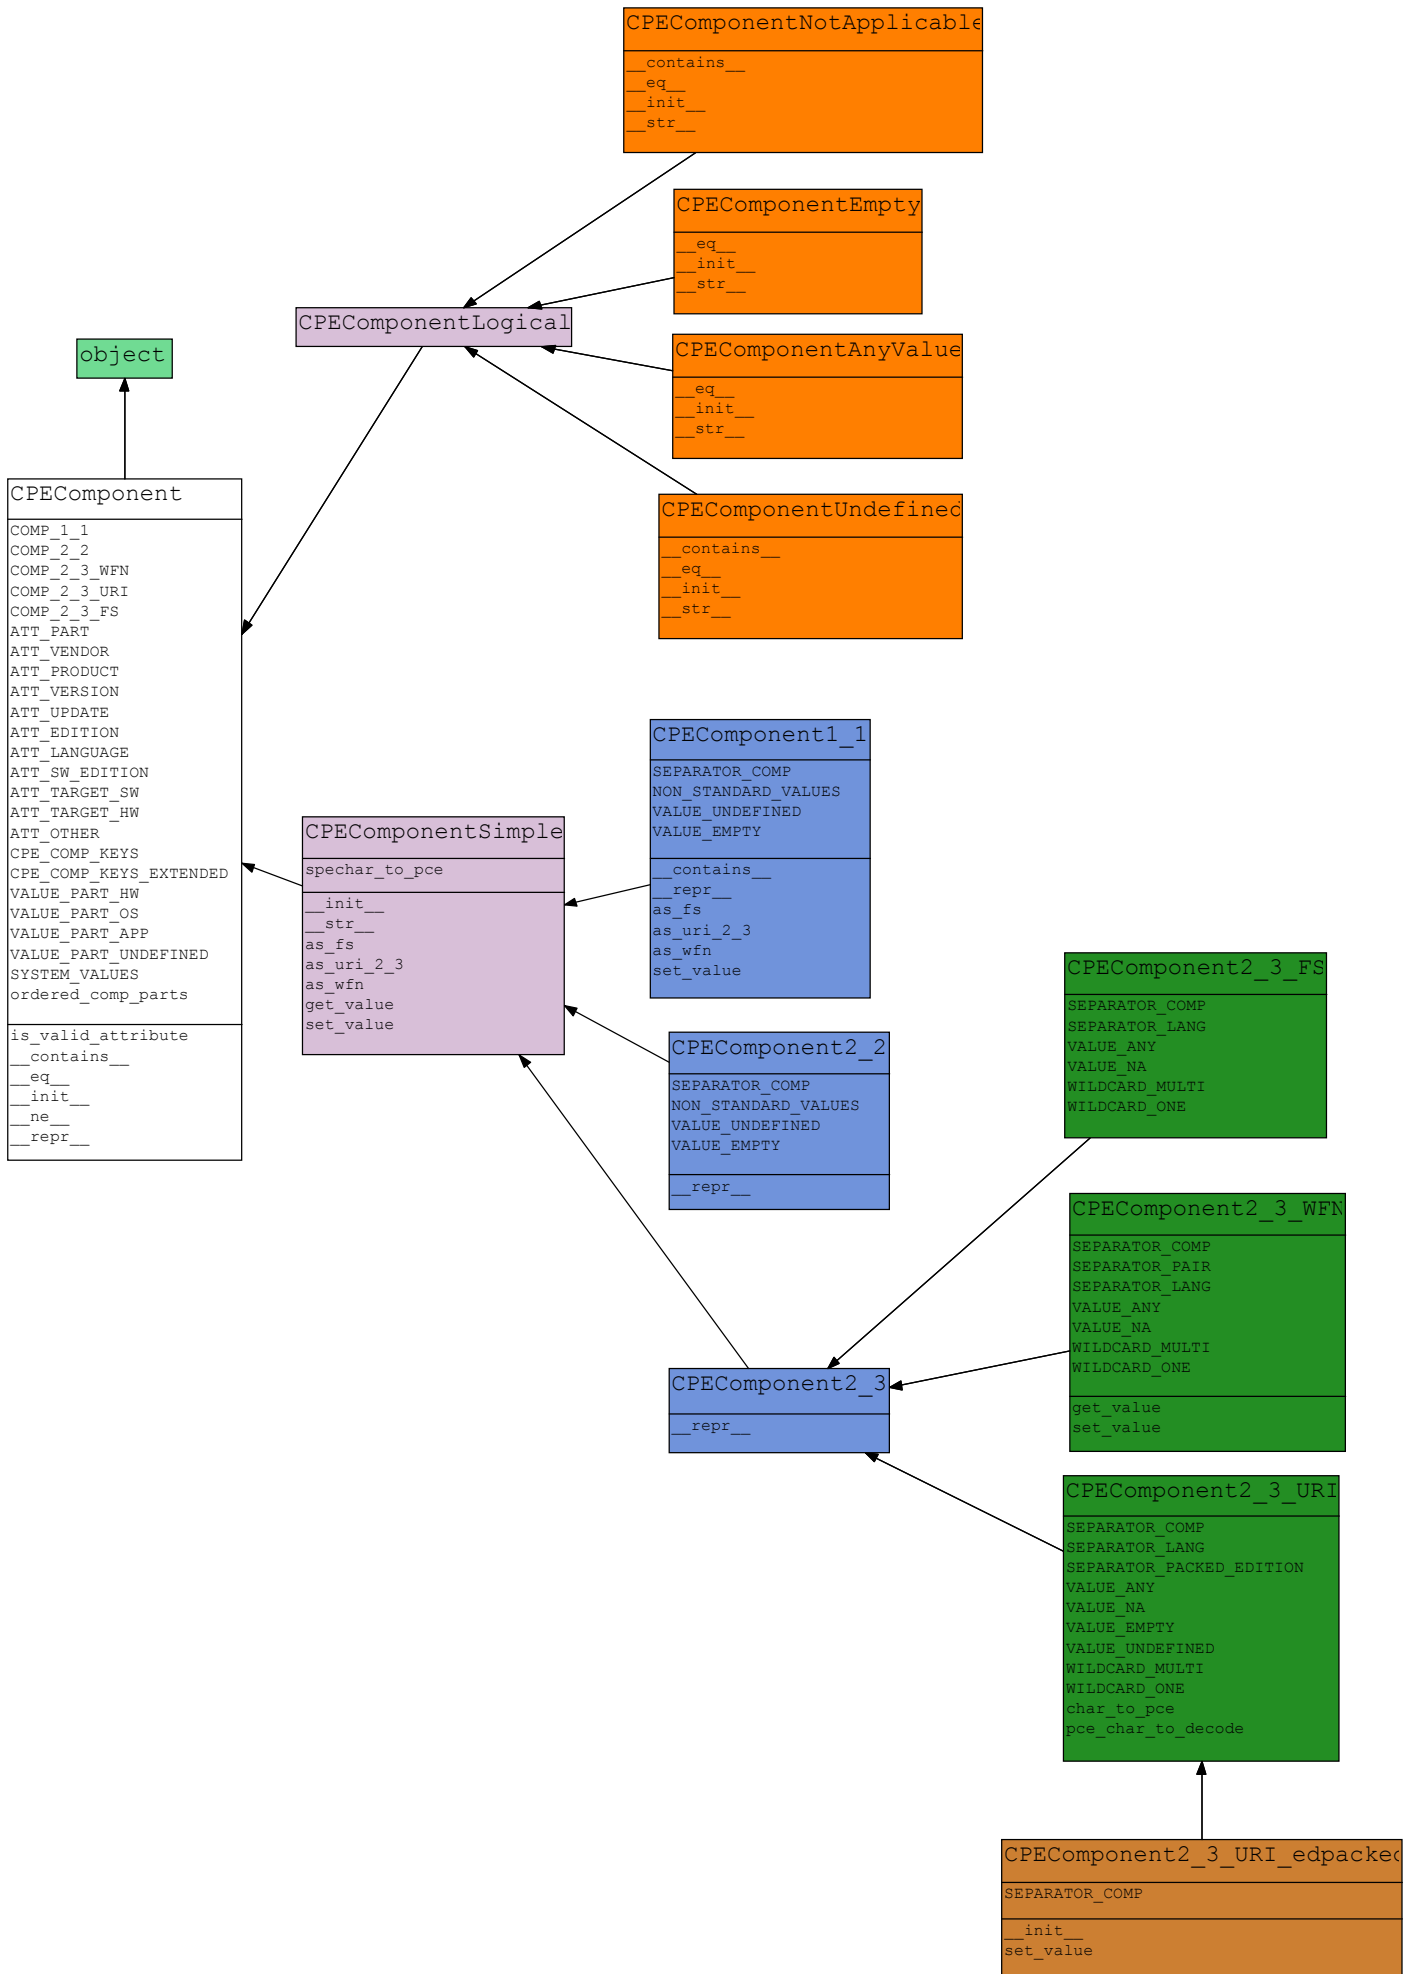 CPEComponentNotApplicable
__contains__
__eq__
__init__
__str__
CPEComponentEmpty
__eq__
__init__
__str__
CPEComponentLogical
object
CPEComponentAnyValue
__eq__
__init__
__str__
CPEComponentUndefined
__contains__
__eq__
__init__
__str__
CPEComponent
COMP_1_1
COMP_2_2
COMP_2_3_WFN
COMP_2_3_URI
COMP_2_3_FS
ATT_PART
ATT_VENDOR
ATT_PRODUCT
ATT_VERSION
ATT_UPDATE
ATT_EDITION
ATT_LANGUAGE
ATT_SW_EDITION
ATT_TARGET_SW
ATT_TARGET_HW
ATT_OTHER
CPE_COMP_KEYS
CPE_COMP_KEYS_EXTENDED
VALUE_PART_HW
VALUE_PART_OS
VALUE_PART_APP
VALUE_PART_UNDEFINED
SYSTEM_VALUES
ordered_comp_parts
is_valid_attribute
__contains__
__eq__
__init__
__ne__
__repr__
CPEComponentSimple
spechar_to_pce
__init__
__str__
as_fs
as_uri_2_3
as_wfn
get_value
set_value
CPEComponent1_1
SEPARATOR_COMP
NON_STANDARD_VALUES
VALUE_UNDEFINED
VALUE_EMPTY
__contains__
__repr__
as_fs
as_uri_2_3
as_wfn
set_value
CPEComponent2_2
SEPARATOR_COMP
NON_STANDARD_VALUES
VALUE_UNDEFINED
VALUE_EMPTY
__repr__
CPEComponent2_3_FS
SEPARATOR_COMP
SEPARATOR_LANG
VALUE_ANY
VALUE_NA
WILDCARD_MULTI
WILDCARD_ONE
CPEComponent2_3_WFN
SEPARATOR_COMP
SEPARATOR_PAIR
SEPARATOR_LANG
VALUE_ANY
VALUE_NA
WILDCARD_MULTI
WILDCARD_ONE
get_value
set_value
CPEComponent2_3
__repr__
CPEComponent2_3_URI
SEPARATOR_COMP
SEPARATOR_LANG
SEPARATOR_PACKED_EDITION
VALUE_ANY
VALUE_NA
VALUE_EMPTY
VALUE_UNDEFINED
WILDCARD_MULTI
WILDCARD_ONE
char_to_pce
pce_char_to_decode
CPEComponent2_3_URI_edpacked
SEPARATOR_COMP
__init__
set_value